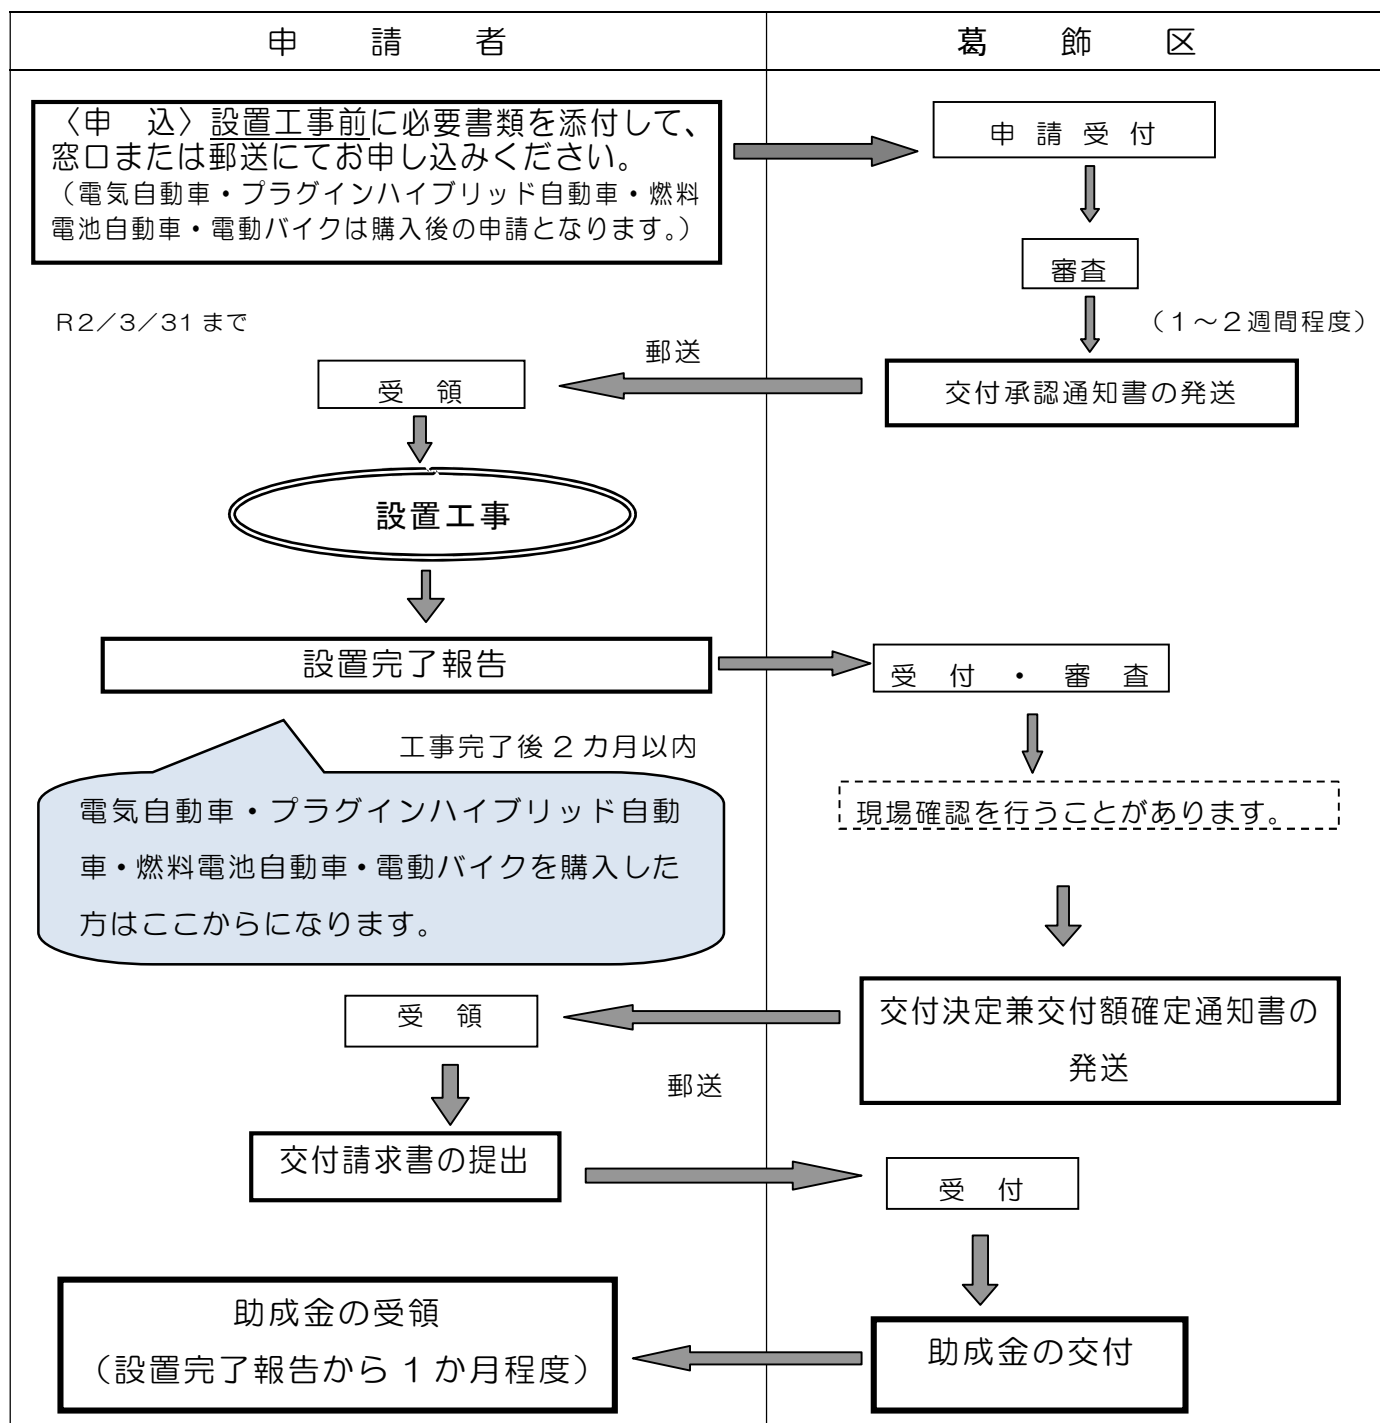 申請者
葛飾区
〈申　込〉設置工事前に必要書類を添付して、
窓口または郵送にてお申し込みください。
（電気自動車・プラグインハイブリッド自動車・燃料
電池自動車・電動バイクは購入後の申請となります。）
申請受付
審査
R２／３／３１まで
（１～２週間程度）
郵送
受　領
交付承認通知書の発送
設置工事
設置完了報告
受　付　・　審　査
工事完了後２カ月以内
現場確認を行うことがあります。
電気自動車・プラグインハイブリッド自動
車・燃料電池自動車・電動バイクを購入した
方はここからになります。
受　領
交付決定兼交付額確定通知書の
発送
郵送
交付請求書の提出
受　付
助成金の受領
（設置完了報告から１か月程度）
助成金の交付